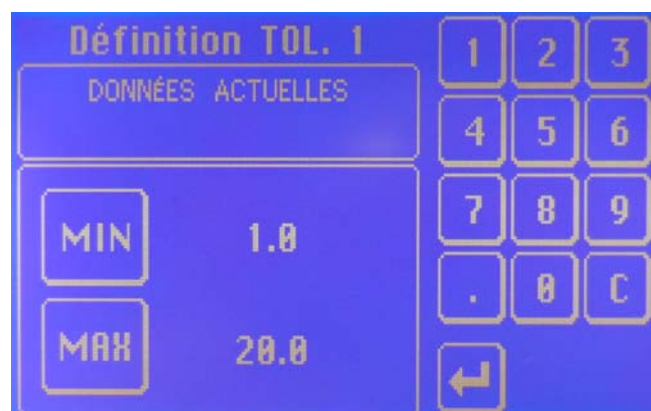 Définition TOL. 1
DONNÉES ACTUELLES
MIN 1.0
MAX 20.0
1 2 3
4 5 6
7 8 9
. 0 C